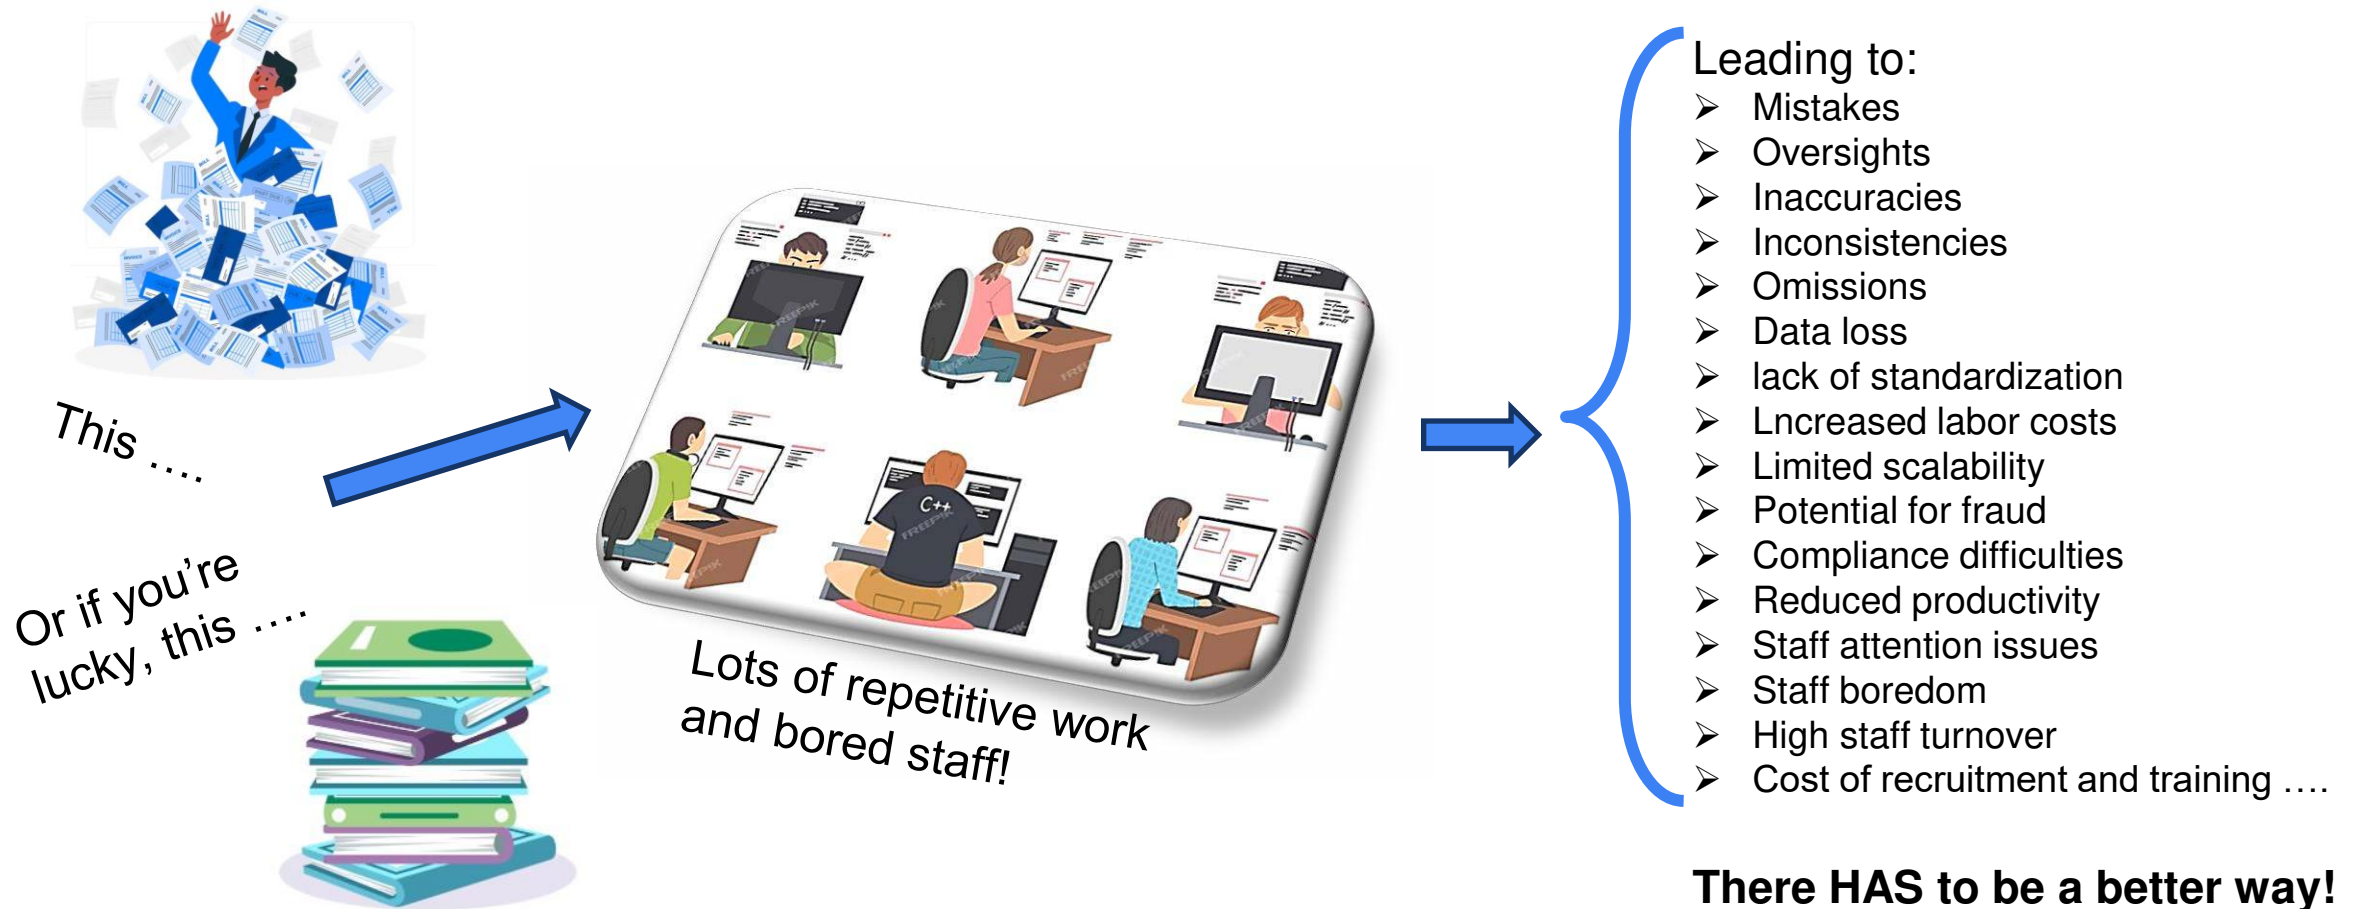 This ....
Or if you're
lucky, this ....
C++
Lots of repetitive work
and bored staff!
Leading to:
➢ Mistakes
➢ Oversights
➢ Inaccuracies
➢ Inconsistencies
➢ Omissions
➢ Data loss
➢ lack of standardization
➢ Lncreased labor costs
➢ Limited scalability
➢ Potential for fraud
➢ Compliance difficulties
➢ Reduced productivity
➢ Staff attention issues
➢ Staff boredom
➢ High staff turnover
➢ Cost of recruitment and training ....
There HAS to be a better way!